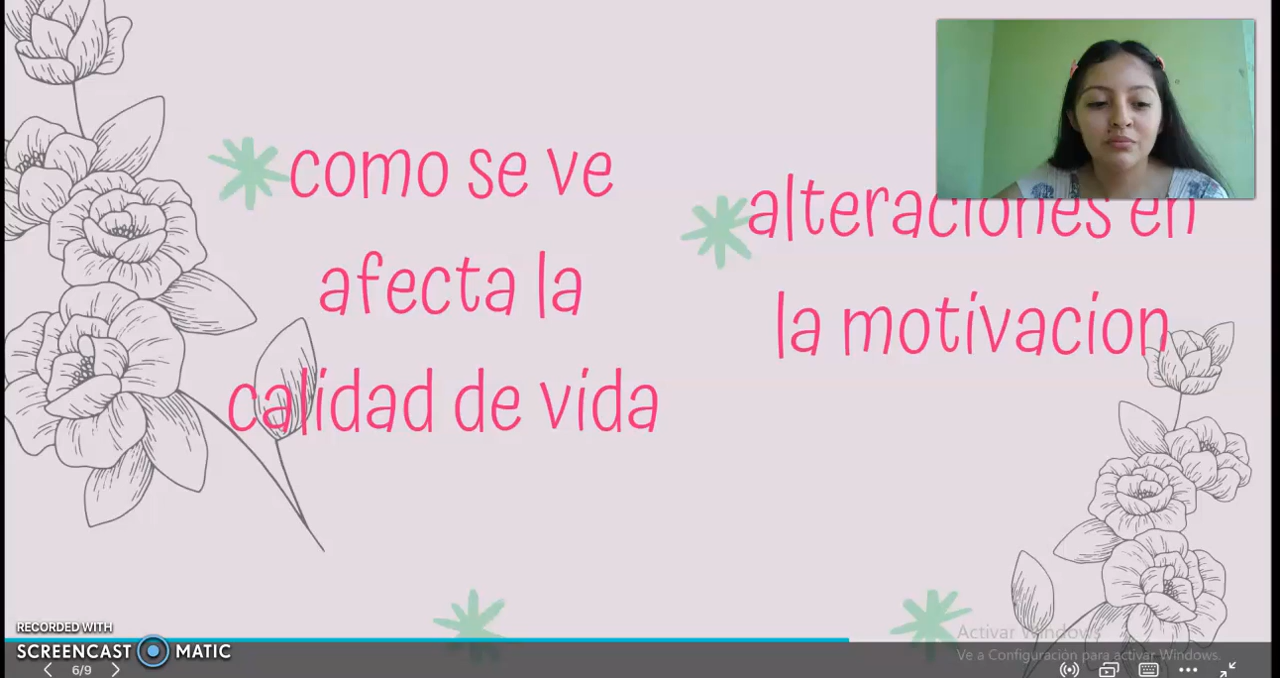 como se ve
afecta la
calidad de vida
alteraciones en
la motivacion
RECORDED WITH
SCREENCAST MATIC
6/9
Activar Windows
Ve a Configuración para activar Windows.